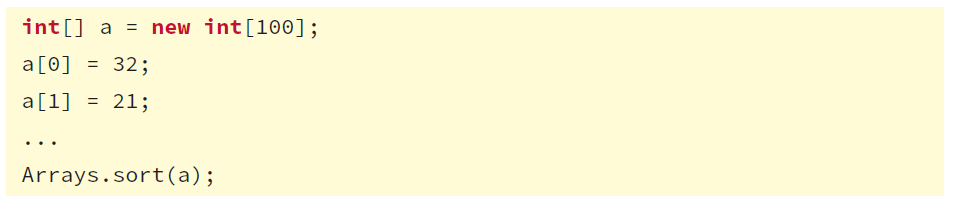 int[] a = new int[100];
a[0] = 32;
a[1] = 21;
...
Arrays.sort(a);